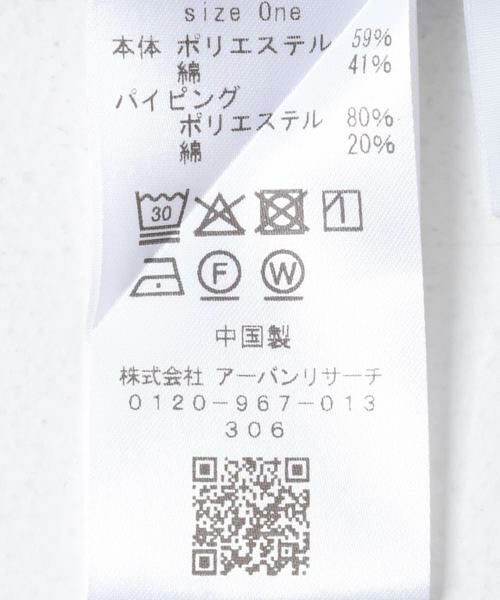 size One
本体 ポリエステル 59%
綿 41%
パイピング
ポリエステル 80%
綿 20%
30
F W
中国製
株式会社 アーバンリサーチ
0120-967-013
306